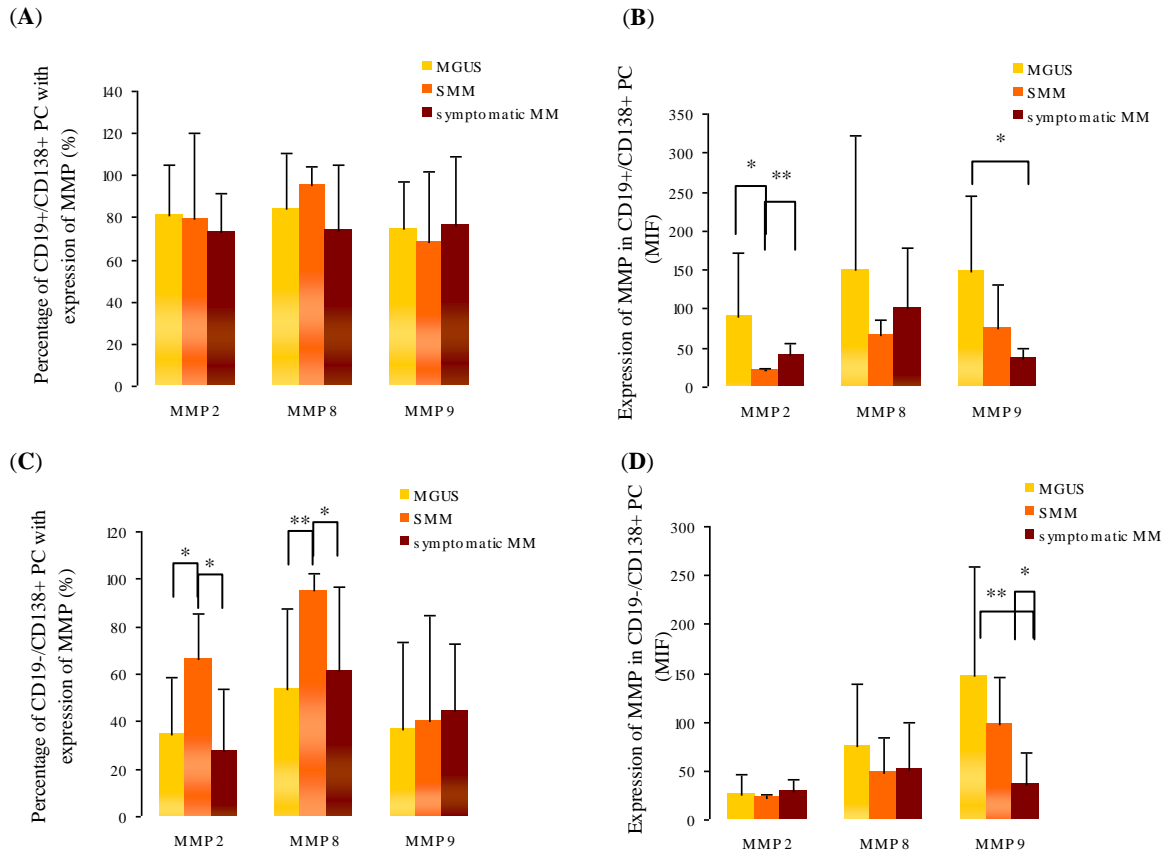 (A)
MGUS
SMM
symptomatic MM
Percentage of CD19+/CD138+ PC with
expression of MMP (%)
140
120
100
80
60
40
20
0
MMP 2
MMP 8
MMP 9
(B)
MGUS
SMM
symptomatic MM
Expression of MMP in CD19+/CD138+ PC
(MIF)
350
300
250
200
150
100
50
0
*
**
*
MMP 2
MMP 8
MMP 9
(C)
MGUS
SMM
symptomatic MM
Percentage of CD19-/CD138+ PC with
expression of MMP (%)
120
100
80
60
40
20
0
*
*
**
*
MMP 2
MMP 8
MMP 9
(D)
MGUS
SMM
symptomatic MM
Expression of MMP in CD19-/CD138+ PC
(MIF)
300
250
200
150
100
50
0
**
*
MMP 2
MMP 8
MMP 9